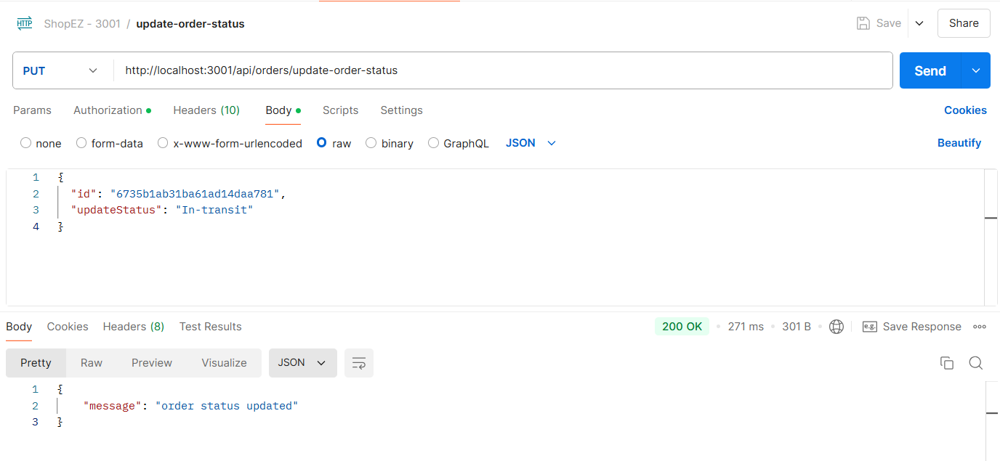 HTTP ShopEZ - 3001 / update-order-status Save Share
PUT http://localhost:3001/api/orders/update-order-status Send
Params Authorization Headers (10) Body Scripts Settings Cookies
none form-data x-www-form-urlencoded raw binary GraphQL JSON Beautify
1 {
2 "id": "6735b1ab31ba61ad14daa781",
3 "updateStatus": "In-transit"
4 }
Body Cookies Headers (8) Test Results 200 OK 271 ms 301 B e.g. Save Response
Pretty Raw Preview Visualize JSON
1 {
2 "message": "order status updated"
3 }